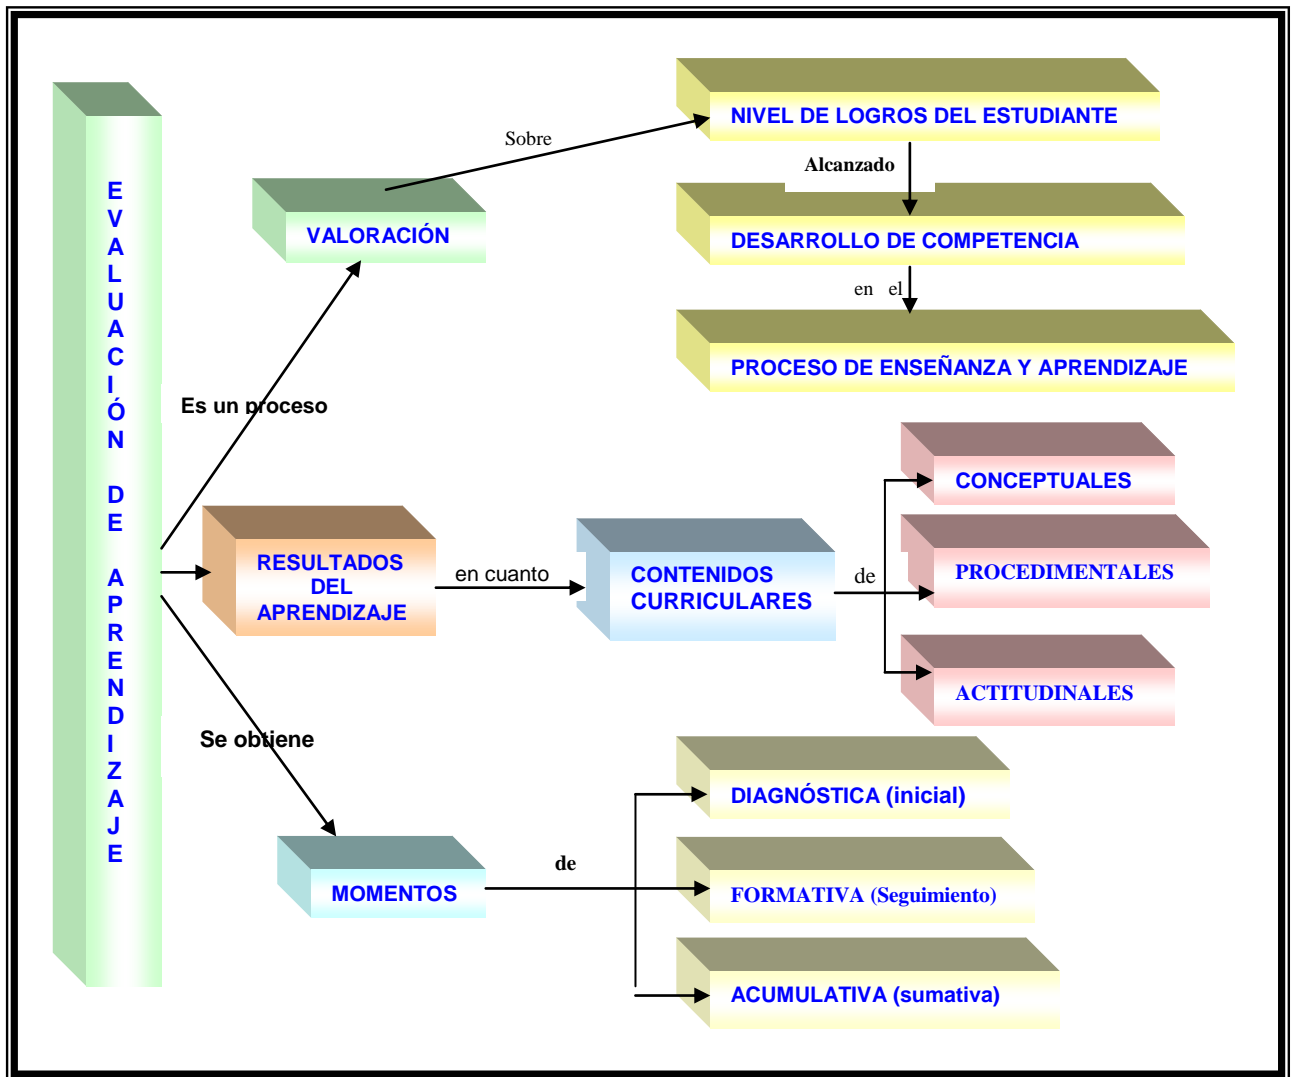 EVALUACIÓN DE APRENDIZAJE
Es un proceso
VALORACIÓN
Sobre
NIVEL DE LOGROS DEL ESTUDIANTE
Alcanzado
DESARROLLO DE COMPETENCIA
en el
PROCESO DE ENSEÑANZA Y APRENDIZAJE
RESULTADOS
DEL
APRENDIZAJE
en cuanto
CONTENIDOS
CURRICULARES
de
CONCEPTUALES
PROCEDIMENTALES
ACTITUDINALES
Se obtiene
MOMENTOS
de
DIAGNÓSTICA (inicial)
FORMATIVA (Seguimiento)
ACUMULATIVA (sumativa)